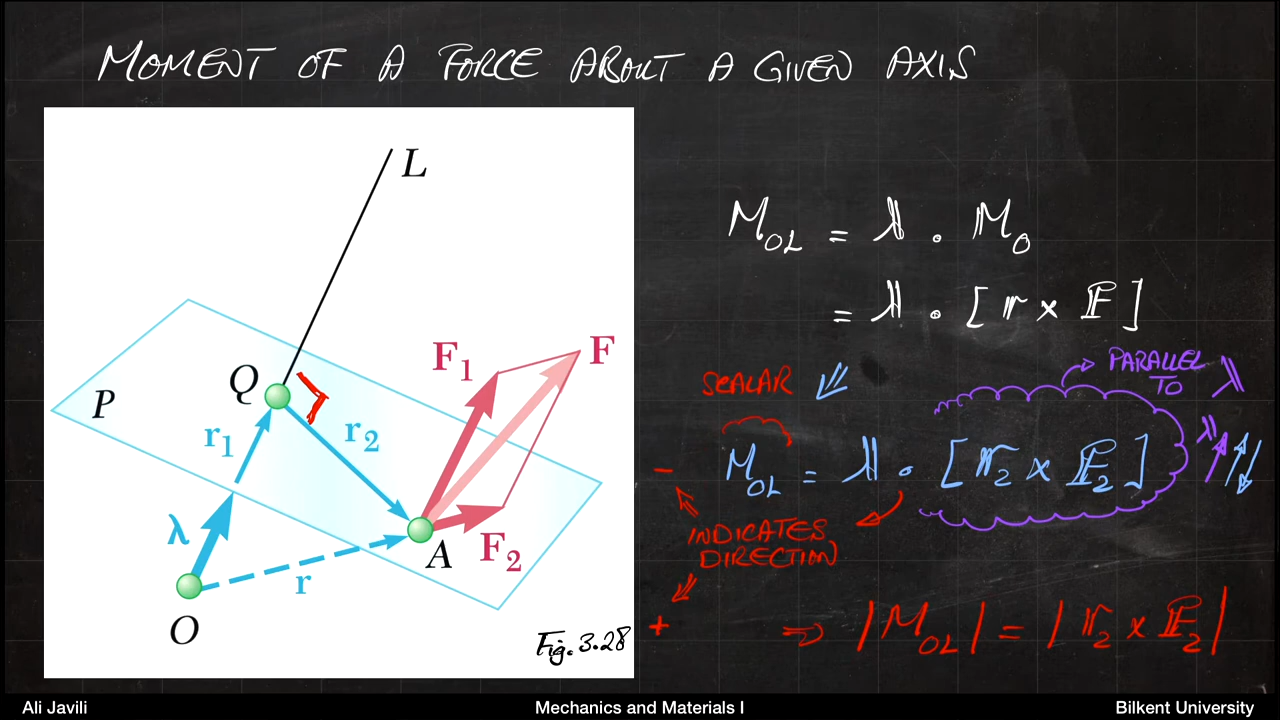 MOMENT OF A FORCE ABOUT A GIVEN AXIS
L
Q
P
r₁
r₂
F₁
F
F₂
A
λ
r
O
Fig. 3.28
M_OL = λ • M_O
= λ • [r × F]
SCALAR
PARALLEL TO λ
M_OL = λ • [r₂ × F₂]
λ
−
INDICATES
DIRECTION
+
⇒ |M_OL| = |r₂ × F₂|
Ali Javili
Mechanics and Materials I
Bilkent University